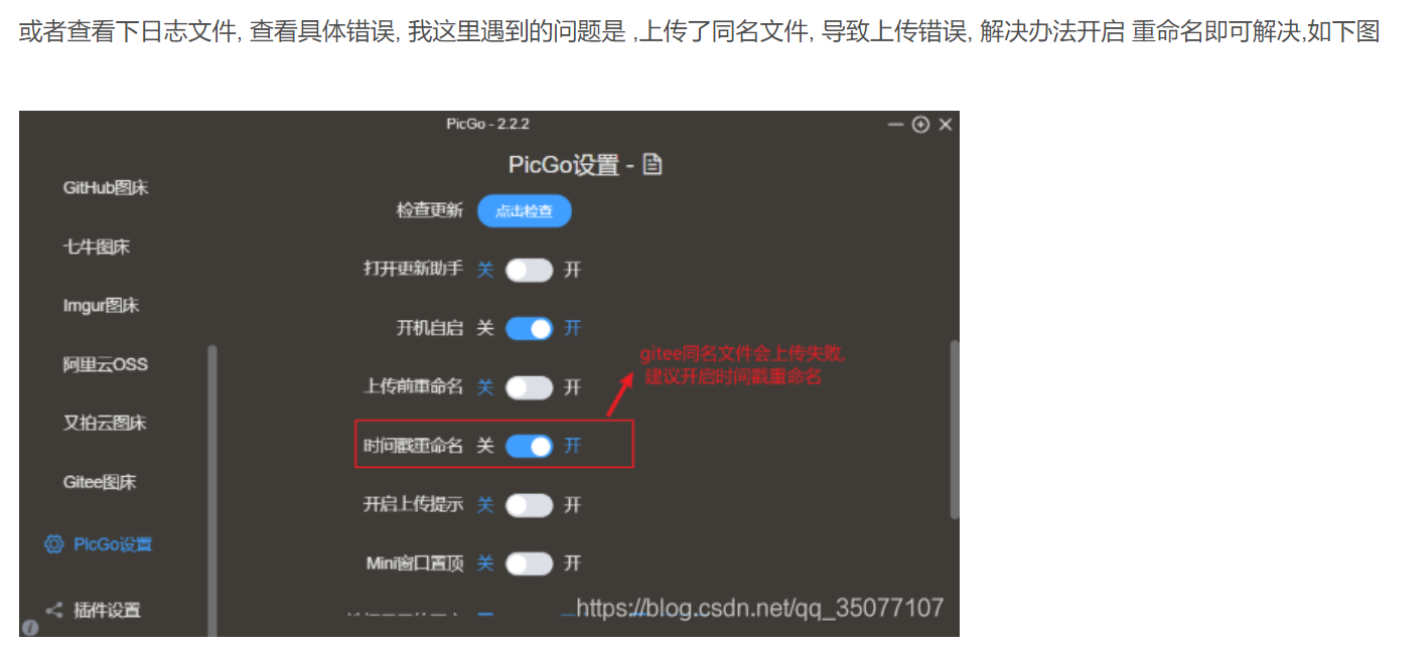 或者查看下日志文件, 查看具体错误, 我这里遇到的问题是 ,上传了同名文件, 导致上传错误, 解决办法开启 重命名即可解决,如下图
PicGo - 2.2.2
PicGo设置 -
GitHub图床
检查更新 点击检查
七牛图床
打开更新助手 关 开
Imgur图床
开机自启 关 开
gitee同名文件会上传失败,
建议开启时间戳重命名
阿里云OSS
上传前重命名 关 开
又拍云图床
时间戳重命名 关 开
Gitee图床
开启上传提示 关 开
PicGo设置
Mini窗口置顶 关 开
插件设置
https://blog.csdn.net/qq_35077107